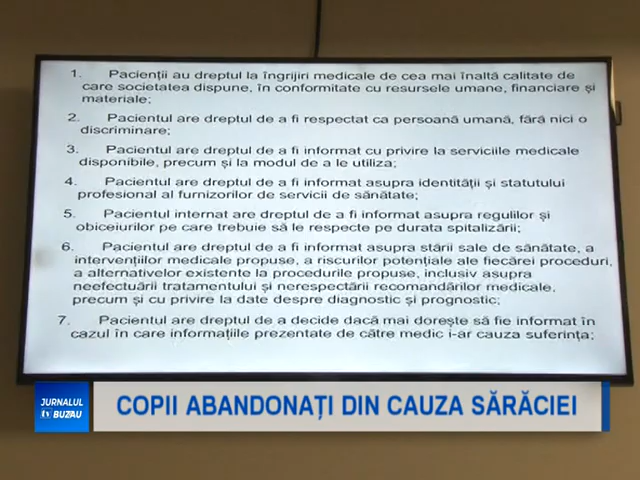 1. Pacienții au dreptul la îngrijiri medicale de cea mai înaltă calitate de
care societatea dispune, în conformitate cu resursele umane, financiare și
materiale;
2. Pacientul are dreptul de a fi respectat ca persoană umană, fără nici o
discriminare;
3. Pacientul are dreptul de a fi informat cu privire la serviciile medicale
disponibile, precum și la modul de a le utiliza;
4. Pacientul are dreptul de a fi informat asupra identității și statutului
profesional al furnizorilor de servicii de sănătate;
5. Pacientul internat are dreptul de a fi informat asupra regulilor și
obiceiurilor pe care trebuie să le respecte pe durata spitalizării;
6. Pacientul are dreptul de a fi informat asupra stării sale de sănătate, a
intervențiilor medicale propuse, a riscurilor potențiale ale fiecărei proceduri,
a alternativelor existente la procedurile propuse, inclusiv asupra
neefectuării tratamentului și nerespectării recomandărilor medicale,
precum și cu privire la date despre diagnostic și prognostic;
7. Pacientul are dreptul de a decide dacă mai dorește să fie informat în
cazul în care informațiile prezentate de către medic i-ar cauza suferința;
JURNALUL
tv BUZĂU
COPII ABANDONAȚI DIN CAUZA SĂRĂCIEI